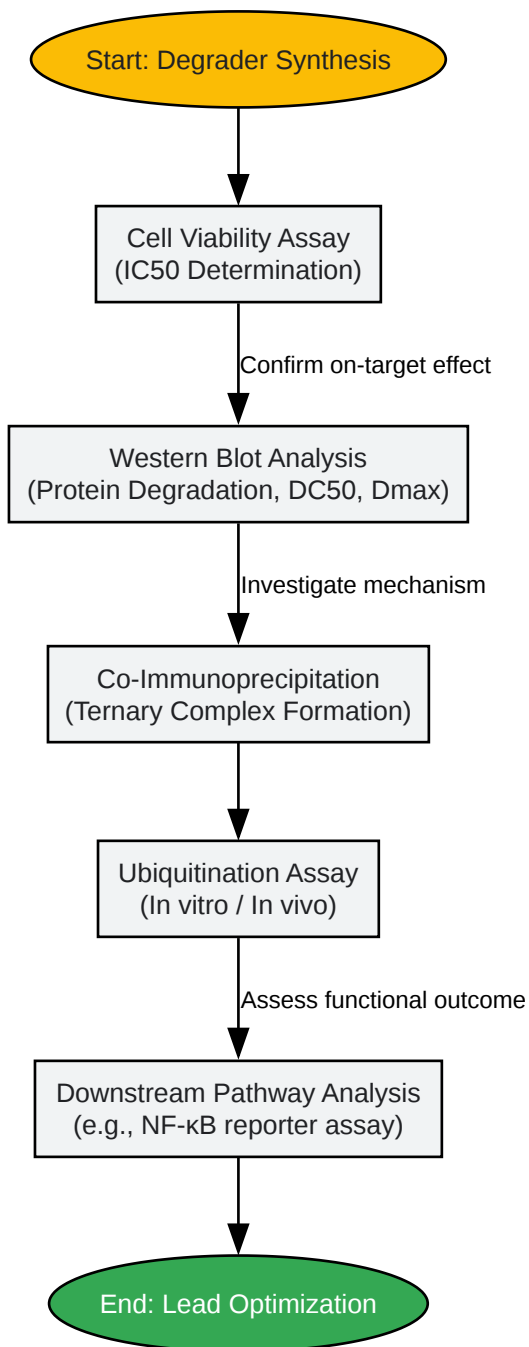 Start: Degrader Synthesis
Cell Viability Assay
(IC50 Determination)
Confirm on-target effect
Western Blot Analysis
(Protein Degradation, DC50, Dmax)
Investigate mechanism
Co-Immunoprecipitation
(Ternary Complex Formation)
Ubiquitination Assay
(In vitro / In vivo)
Assess functional outcome
Downstream Pathway Analysis
(e.g., NF-κB reporter assay)
End: Lead Optimization